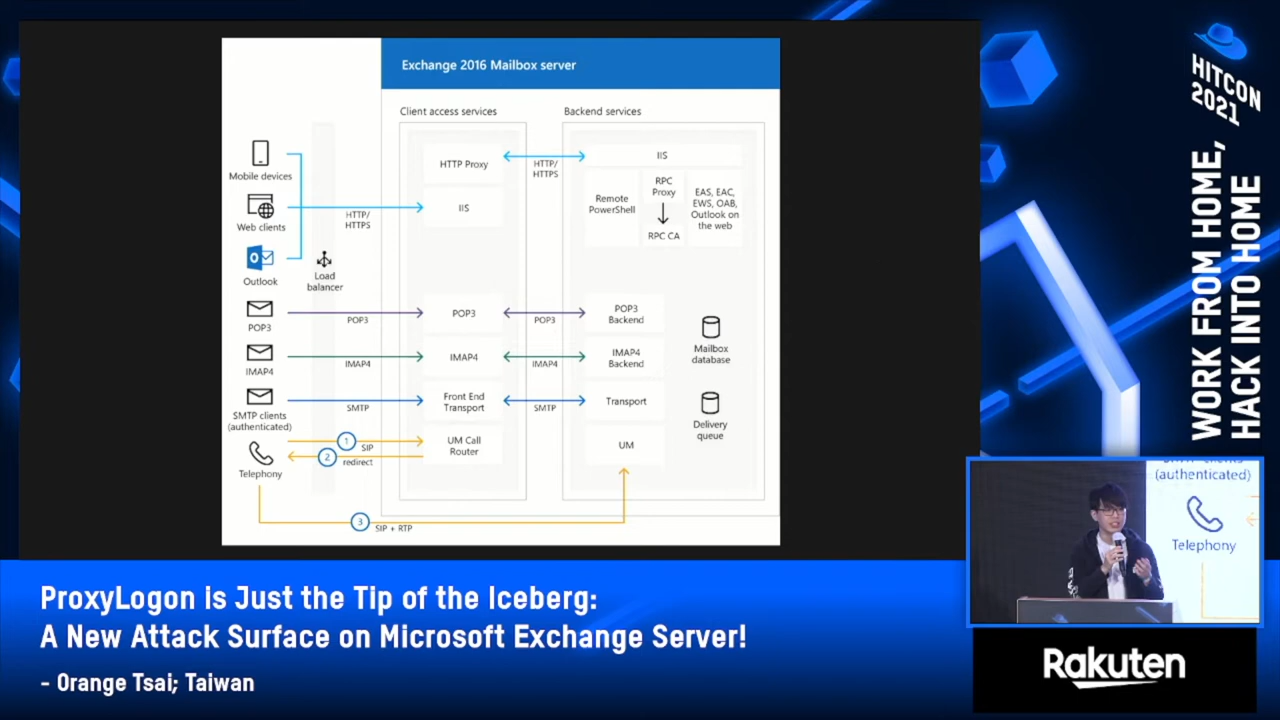 Exchange 2016 Mailbox server
Client access services
Backend services
Mobile devices
Web clients
Outlook
POP3
IMAP4
SMTP clients
(authenticated)
Telephony
Load
balancer
HTTP/
HTTPS
POP3
IMAP4
SMTP
1
SIP
2
redirect
3
SIP + RTP
HTTP Proxy
IIS
POP3
IMAP4
Front End
Transport
UM Call
Router
HTTP/
HTTPS
POP3
IMAP4
SMTP
IIS
Remote
PowerShell
RPC
Proxy
RPC CA
EAS, EAC,
EWS, OAB,
Outlook on
the web
POP3
Backend
IMAP4
Backend
Transport
UM
Mailbox
database
Delivery
queue
HITCON
2021
WORK FROM HOME,
HACK INTO HOME
SMTP clients
(authenticated)
Telephony
ProxyLogon is Just the Tip of the Iceberg:
A New Attack Surface on Microsoft Exchange Server!
- Orange Tsai; Taiwan
Rakuten